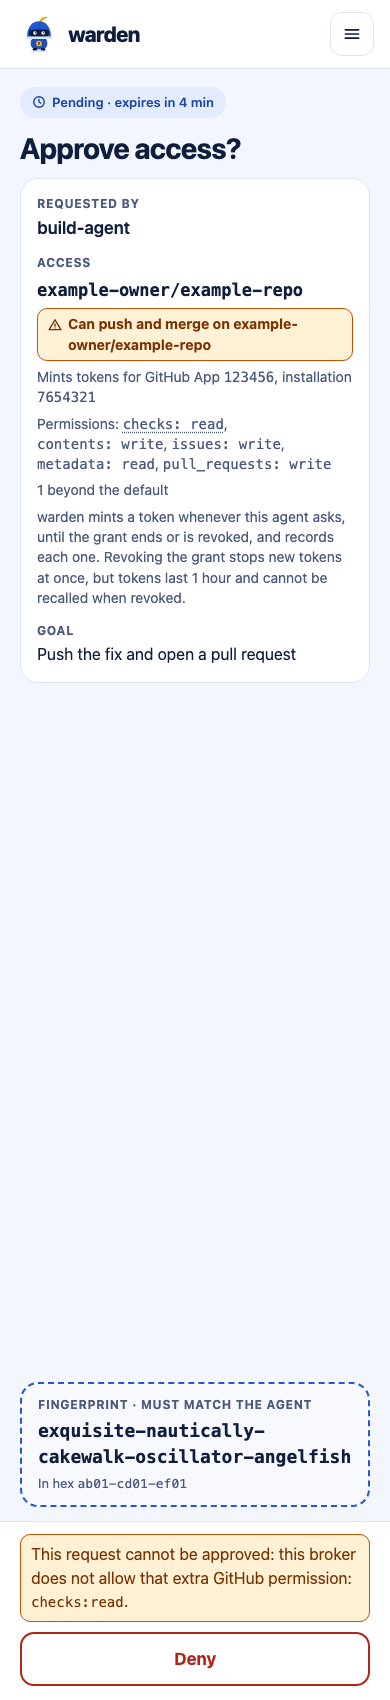 warden
Pending · expires in 4 min
Approve access?
REQUESTED BY
build-agent
ACCESS
example-owner/example-repo
Can push and merge on example-
owner/example-repo
Mints tokens for GitHub App 123456, installation
7654321
Permissions: checks: read,
contents: write, issues: write,
metadata: read, pull_requests: write
1 beyond the default
warden mints a token whenever this agent asks,
until the grant ends or is revoked, and records
each one. Revoking the grant stops new tokens
at once, but tokens last 1 hour and cannot be
recalled when revoked.
GOAL
Push the fix and open a pull request
FINGERPRINT · MUST MATCH THE AGENT
exquisite-nautically-
cakewalk-oscillator-angelfish
In hex ab01-cd01-ef01
This request cannot be approved: this broker
does not allow that extra GitHub permission:
checks:read.
Deny